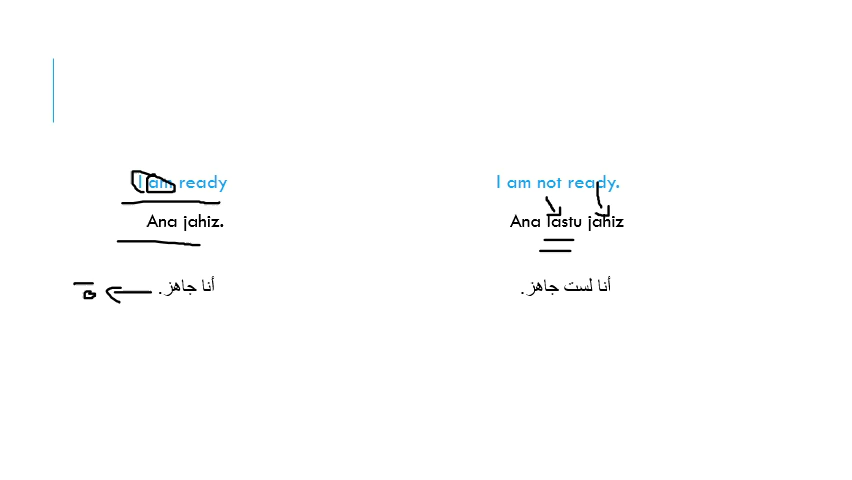 I am ready
Ana jahiz.
أنا جاهز.
I am not ready.
Ana lastu jahiz
أنا لست جاهز.